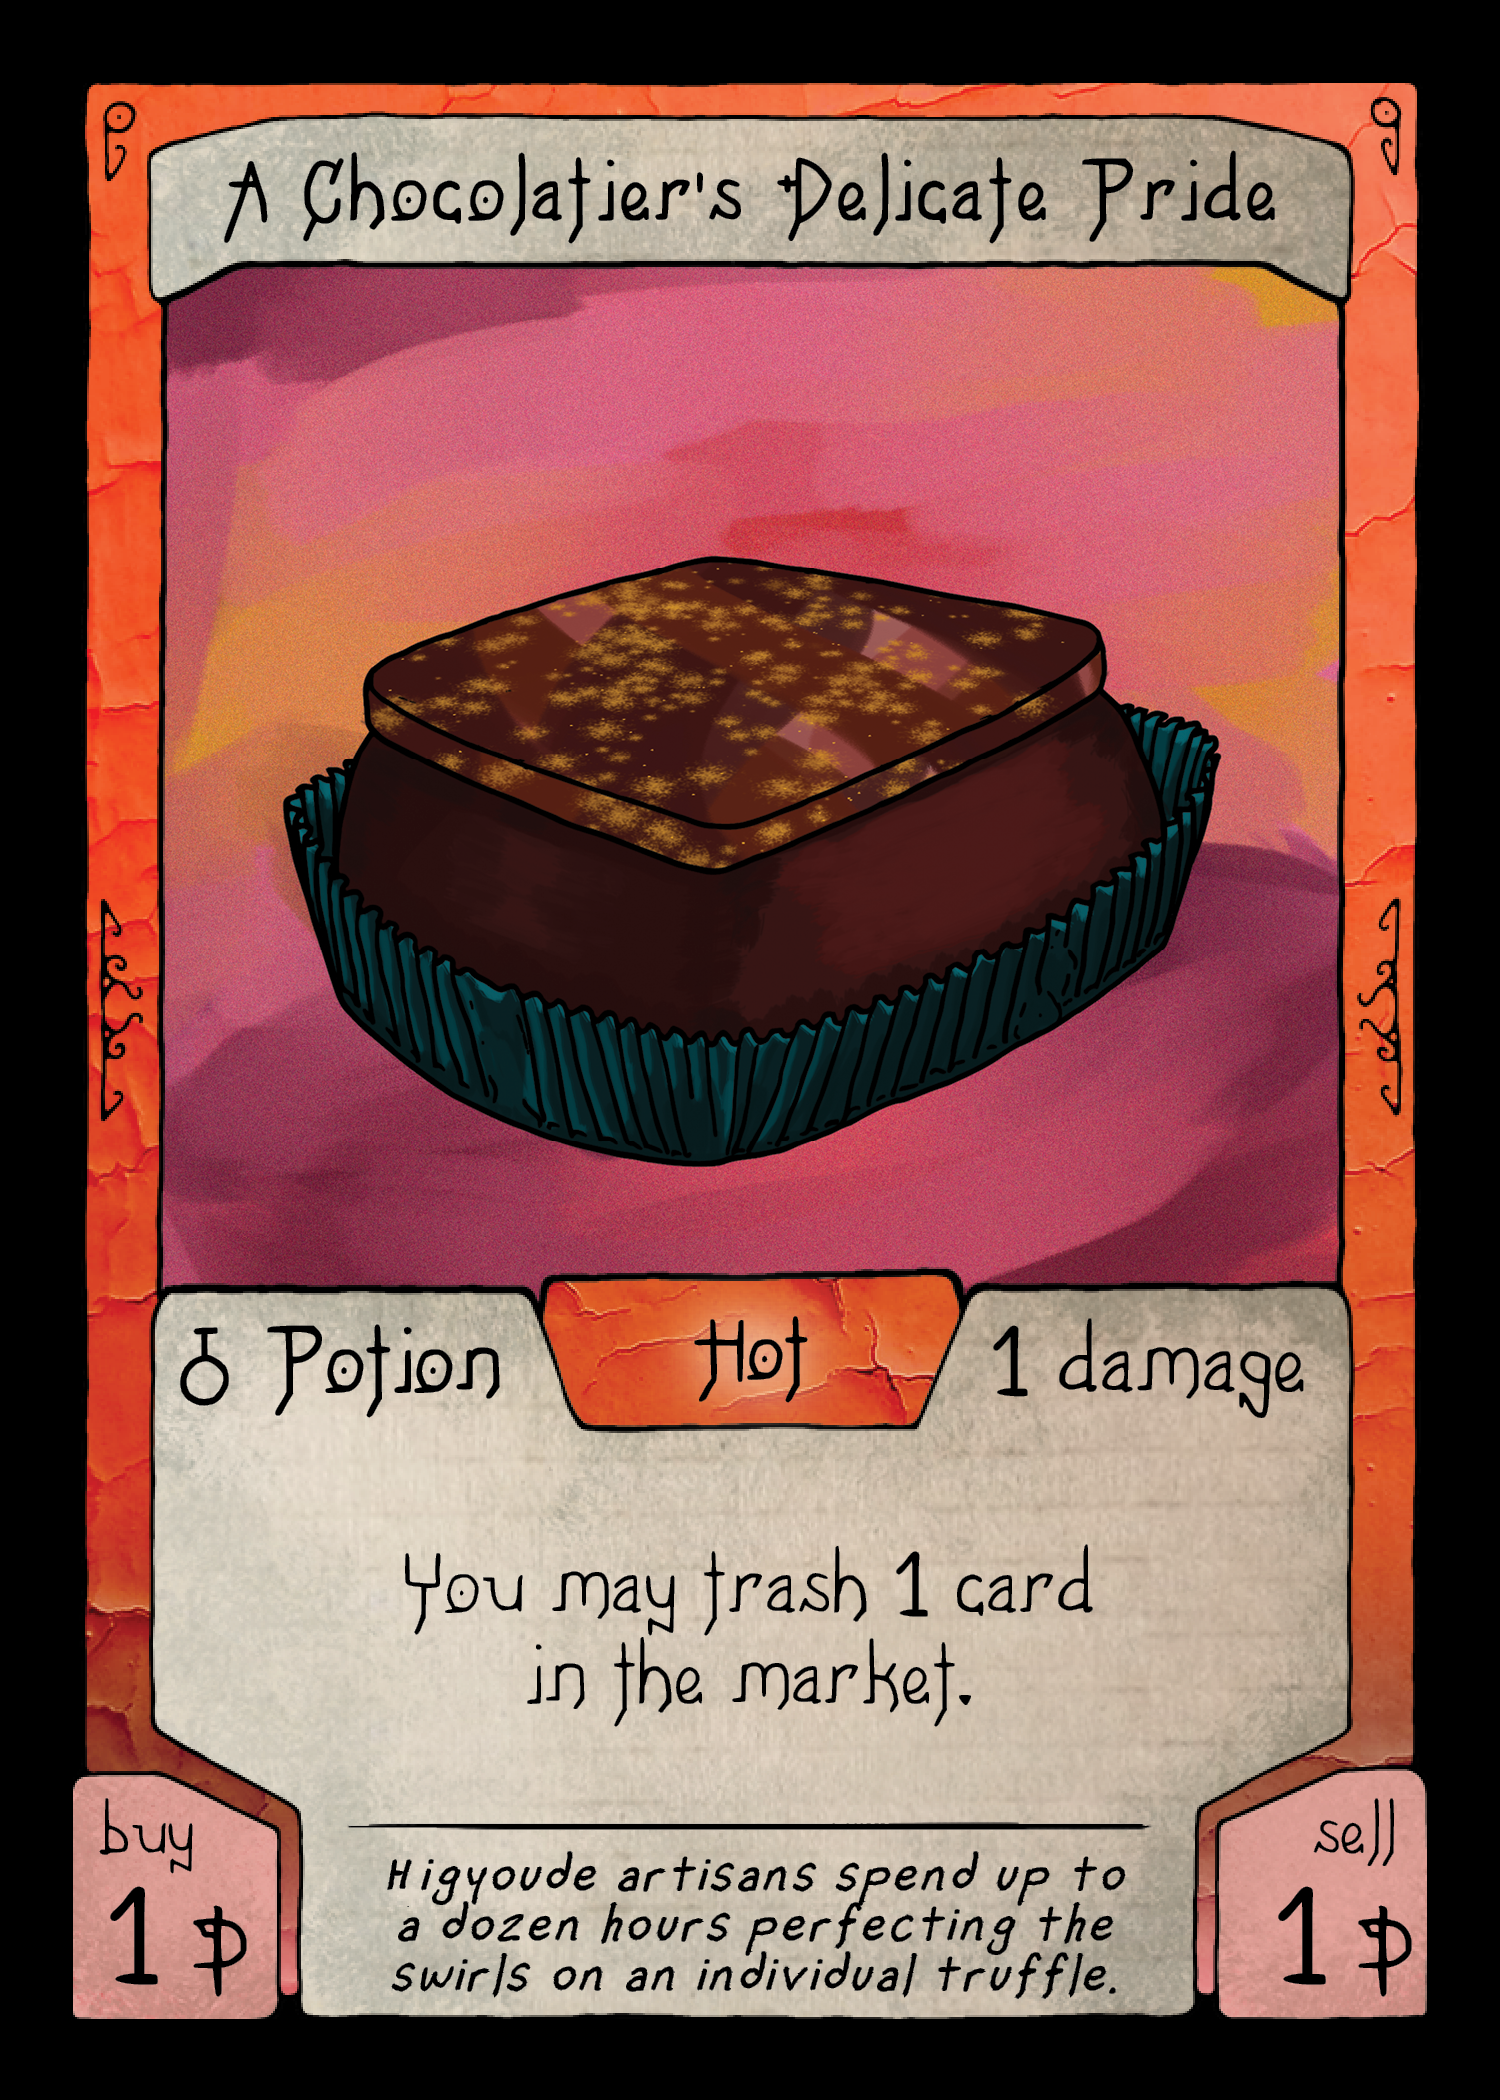 A Chocolatier's Delicate Pride
Potion
Hot
1 damage
You may trash 1 card
in the market.
buy
1
sell
1
Higyoude artisans spend up to
a dozen hours perfecting the
swirls on an individual truffle.